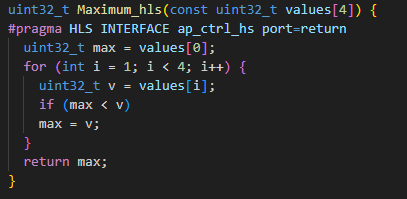 uint32_t Maximum_hls(const uint32_t values[4]) {
#pragma HLS INTERFACE ap_ctrl_hs port=return
  uint32_t max = values[0];
  for (int i = 1; i < 4; i++) {
    uint32_t v = values[i];
    if (max < v)
    max = v;
  }
  return max;
}